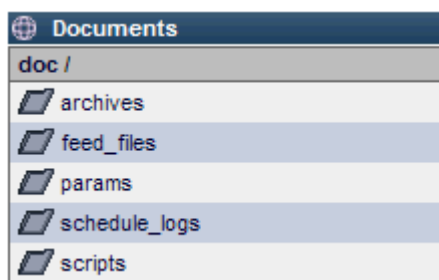 Documents
doc /
archives
feed_files
params
schedule_logs
scripts